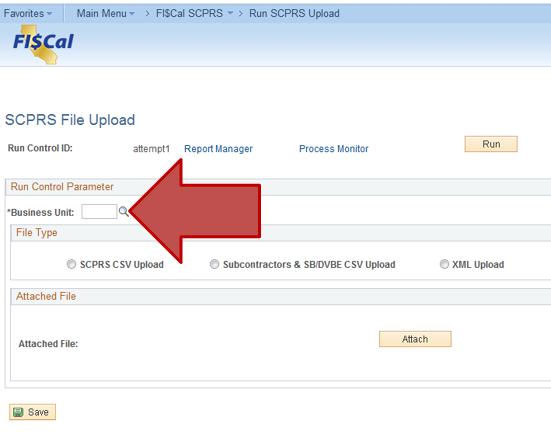 Favorites Main Menu FI$Cal SCPRS Run SCPRS Upload
FI$Cal
SCPRS File Upload
Run Control ID: attempt1 Report Manager Process Monitor Run
Run Control Parameter
*Business Unit:
File Type
SCPRS CSV Upload Subcontractors & SB/DVBE CSV Upload XML Upload
Attached File
Attached File: Attach
Save